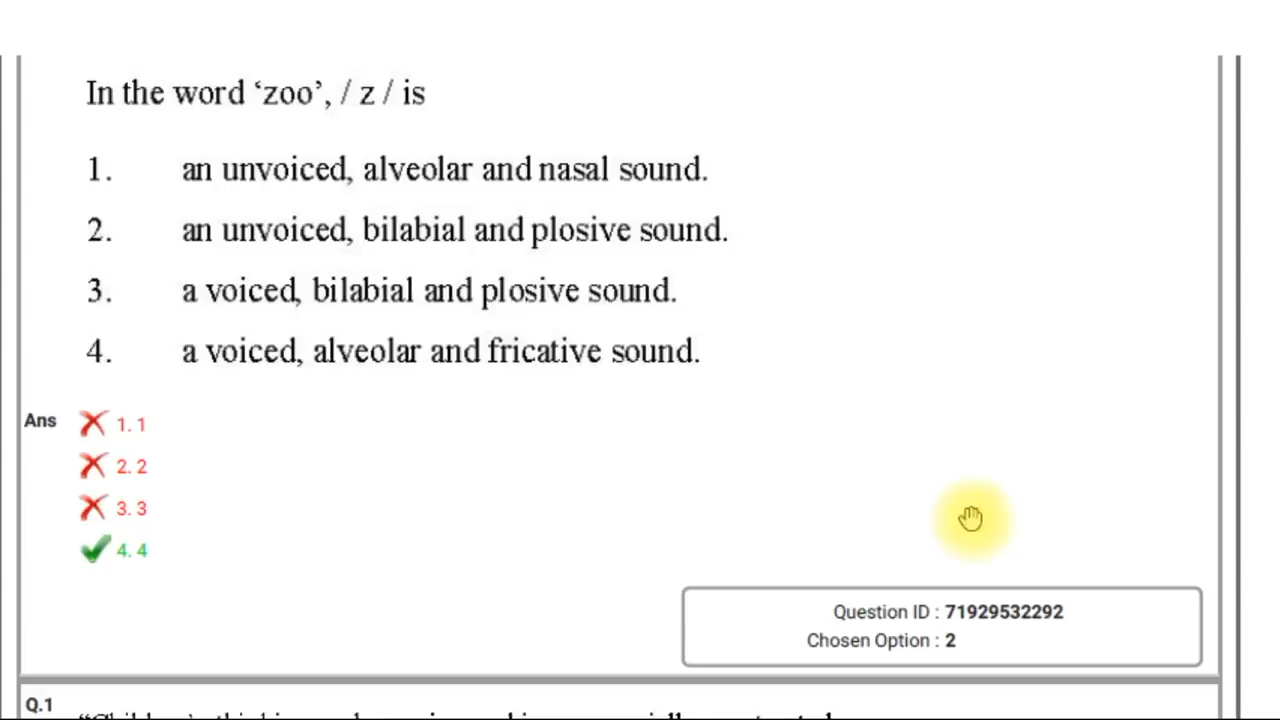 In the word ‘zoo’, / z / is
1. an unvoiced, alveolar and nasal sound.
2. an unvoiced, bilabial and plosive sound.
3. a voiced, bilabial and plosive sound.
4. a voiced, alveolar and fricative sound.
Ans 1. 1
2. 2
3. 3
4. 4
Question ID : 71929532292
Chosen Option : 2
Q.1